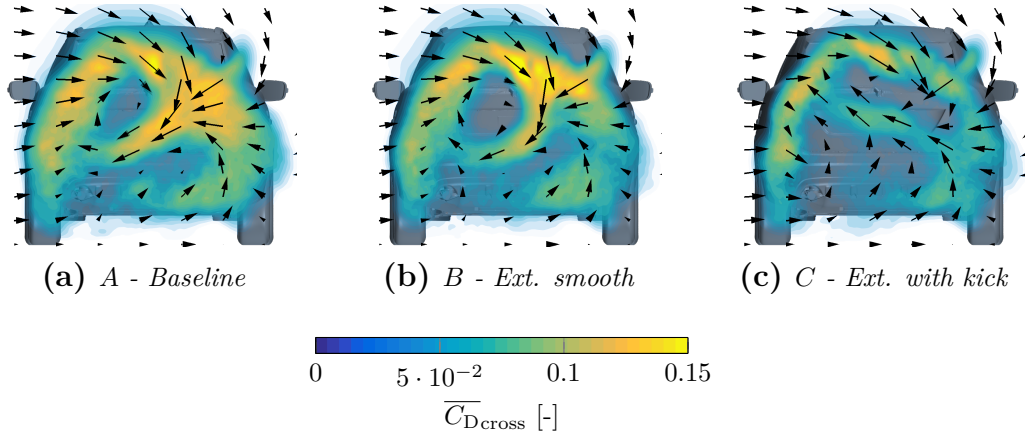 (a) A - Baseline
(b) B - Ext. smooth
(c) C - Ext. with kick
0 5 · 10⁻² 0.1 0.15
C_Dcross [-]